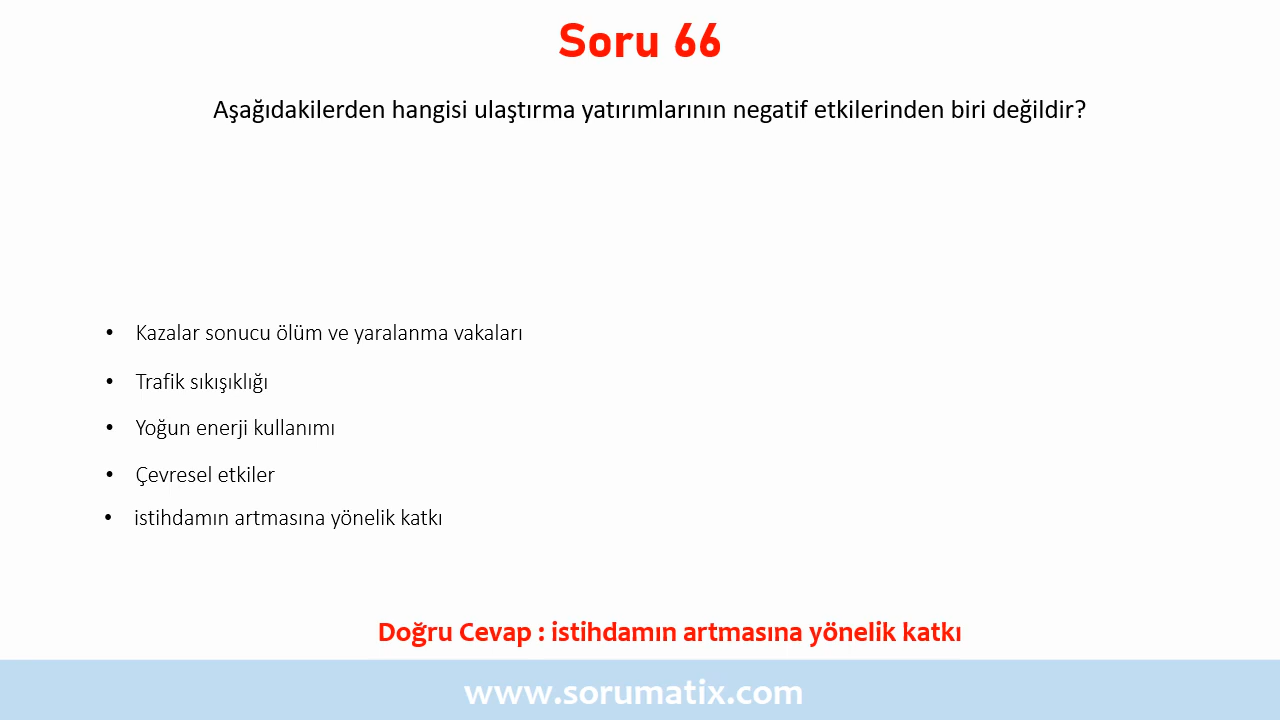 Soru 66
Aşağıdakilerden hangisi ulaştırma yatırımlarının negatif etkilerinden biri değildir?
• Kazalar sonucu ölüm ve yaralanma vakaları
• Trafik sıkışıklığı
• Yoğun enerji kullanımı
• Çevresel etkiler
• istihdamın artmasına yönelik katkı
Doğru Cevap : istihdamın artmasına yönelik katkı
www.sorumatix.com